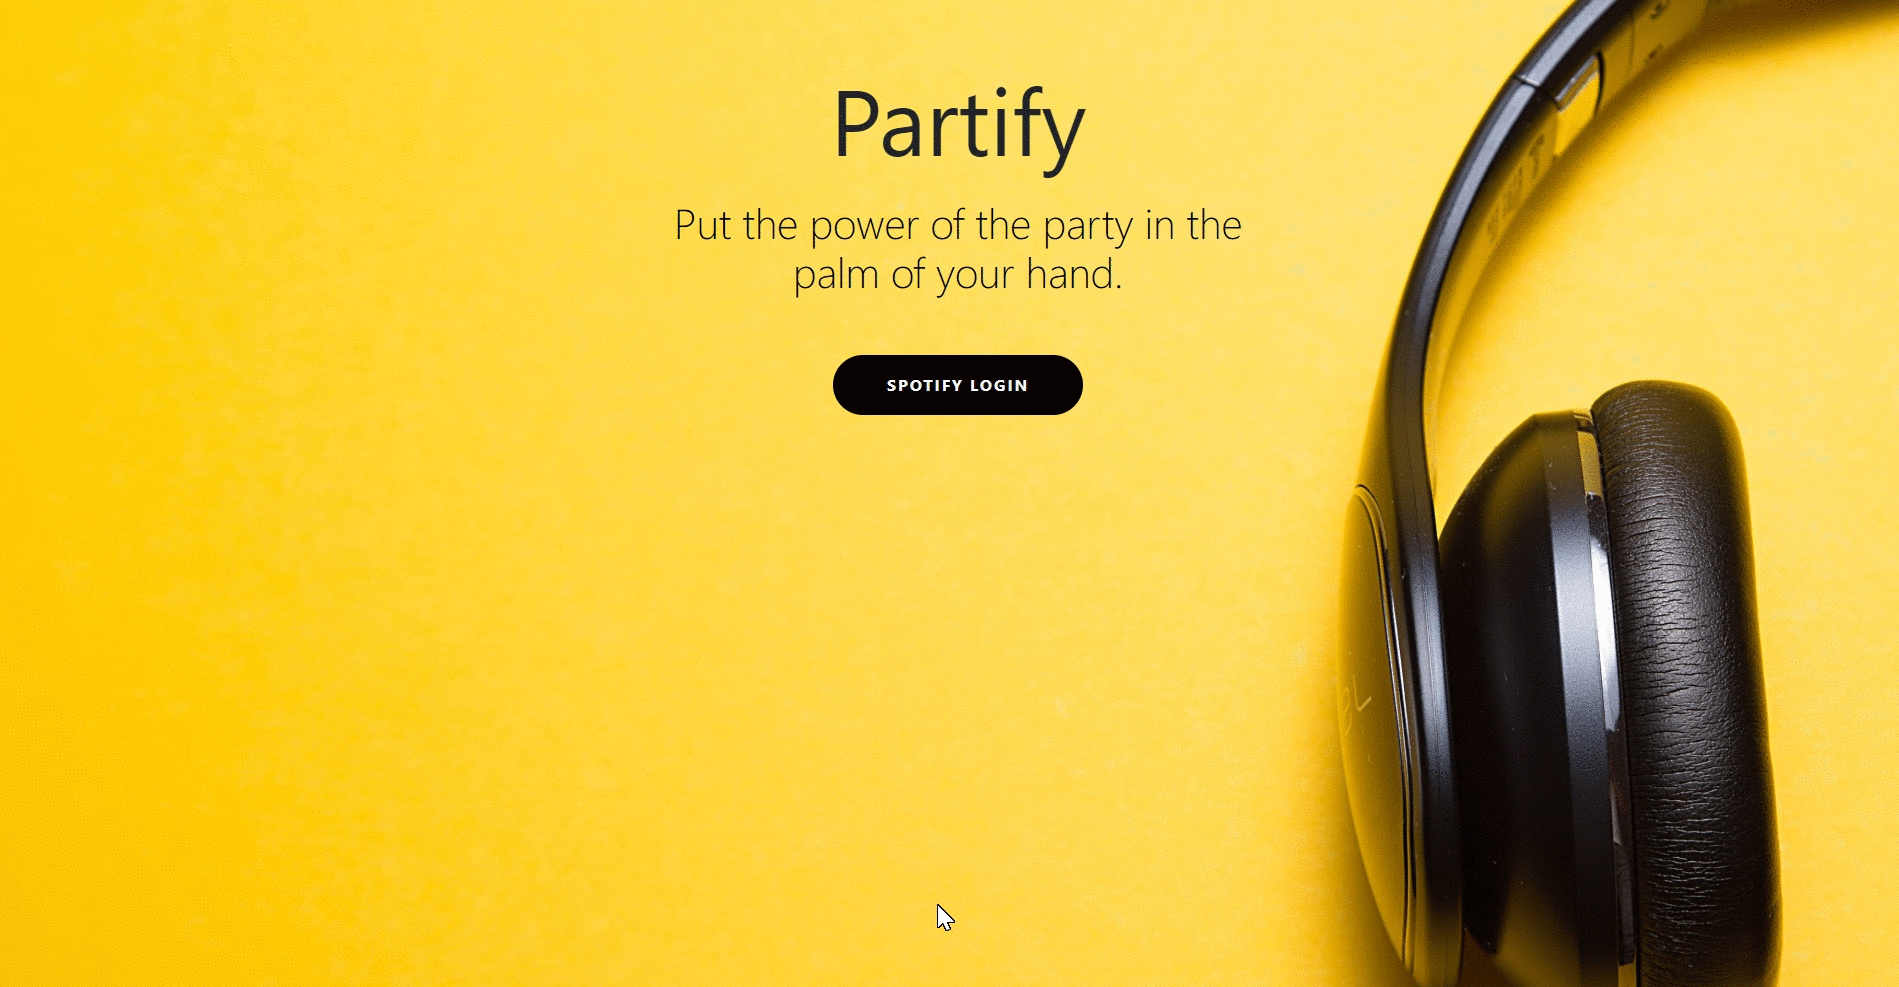 Partify
Put the power of the party in the
palm of your hand.
SPOTIFY LOGIN